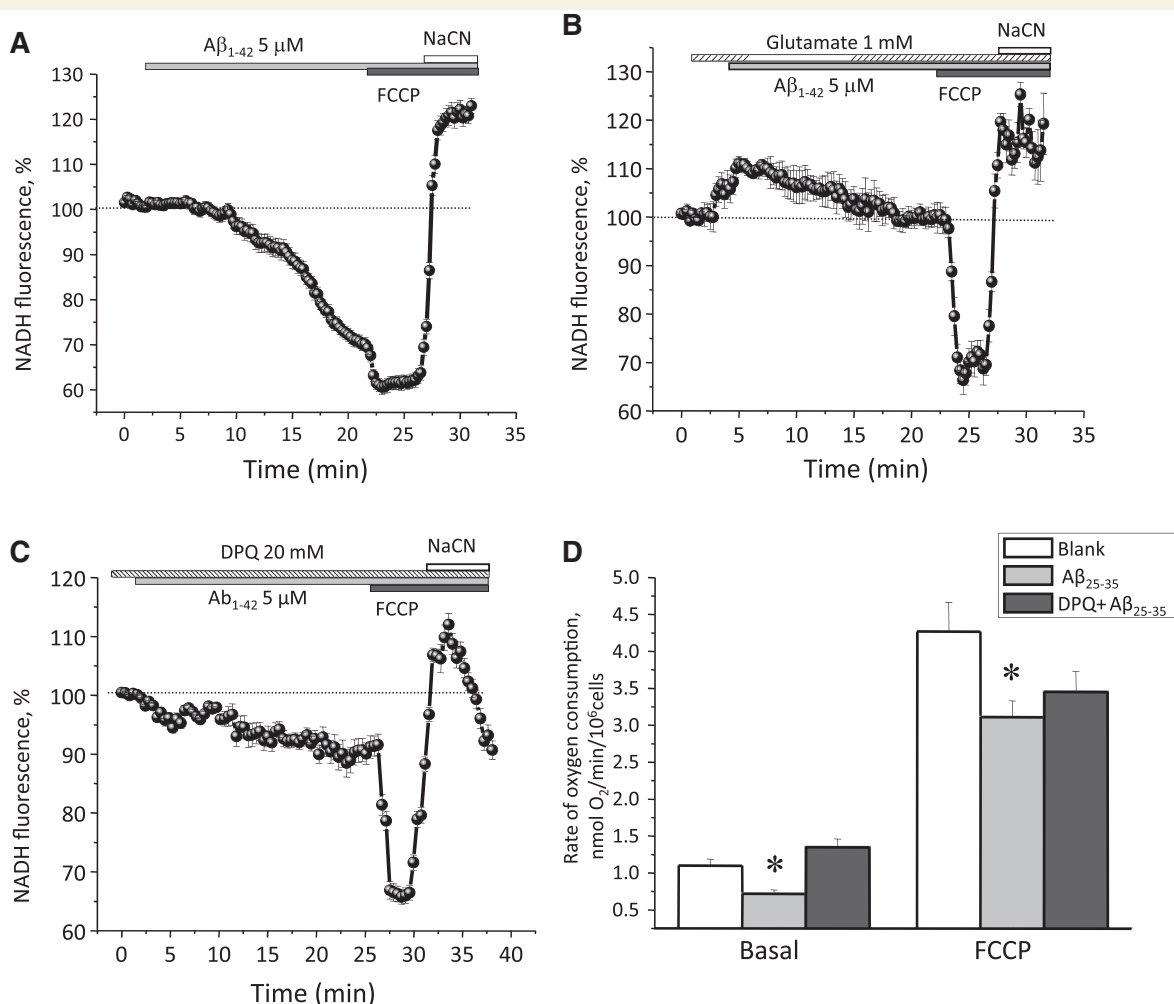 A
Aβ1-42 5 μM
NaCN
FCCP
130
120
110
100
90
80
70
60
NADH fluorescence, %
0 5 10 15 20 25 30 35
Time (min)
B
Glutamate 1 mM
NaCN
Aβ1-42 5 μM
FCCP
130
120
110
100
90
80
70
60
NADH fluorescence, %
0 5 10 15 20 25 30 35
Time (min)
C
DPQ 20 mM
NaCN
Ab1-42 5 μM
FCCP
120
110
100
90
80
70
60
NADH fluorescence, %
0 5 10 15 20 25 30 35 40
Time (min)
D
Blank
Aβ25-35
DPQ+ Aβ25-35
5.0
4.5
4.0
3.5
3.0
2.5
2.0
1.5
1.0
0.5
Rate of oxygen consumption,
nmol O2/min/10⁶cells
*
*
Basal FCCP